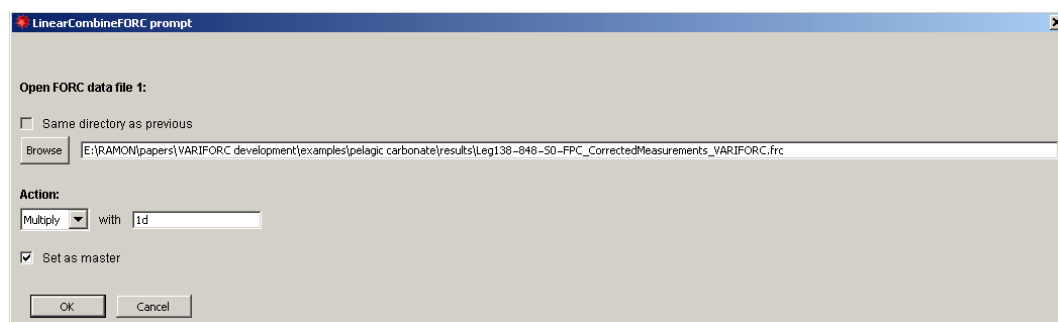 LinearCombineFORC prompt
Open FORC data file 1:
Same directory as previous
Browse E:\RAMON\papers\VARIFORC development\examples\pelagic carbonate\results\Leg138-848-S0-FPC_CorrectedMeasurements_VARIFORC.frc
Action:
Multiply with 1d
Set as master
OK Cancel